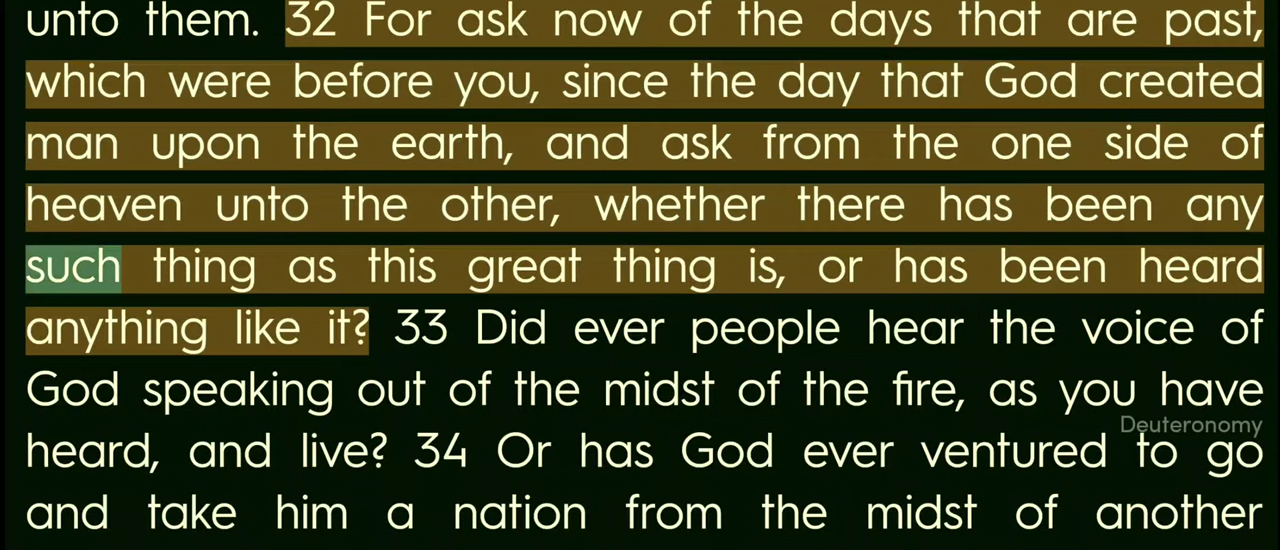 unto them. 32 For ask now of the days that are past,
which were before you, since the day that God created
man upon the earth, and ask from the one side of
heaven unto the other, whether there has been any
such thing as this great thing is, or has been heard
anything like it? 33 Did ever people hear the voice of
God speaking out of the midst of the fire, as you have
Deuteronomy
heard, and live? 34 Or has God ever ventured to go
and take him a nation from the midst of another